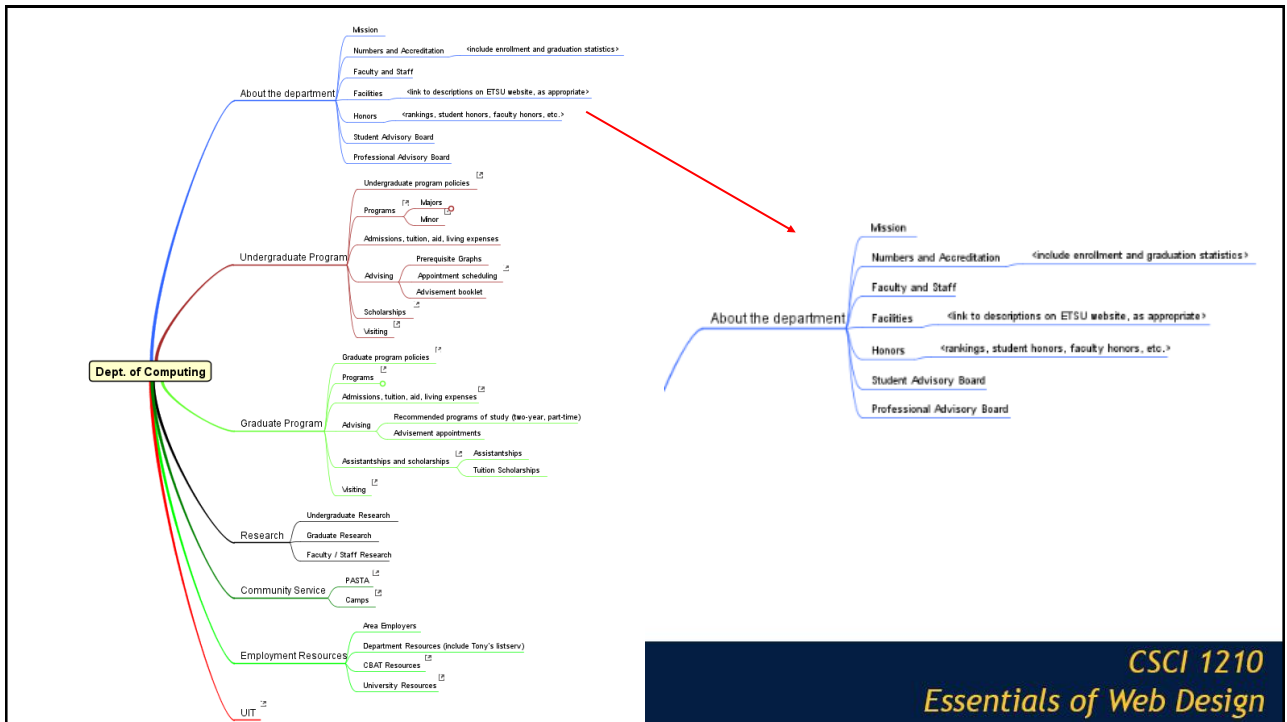 Mission
Numbers and Accreditation <include enrollment and graduation statistics>
Faculty and Staff
About the department
Facilities <link to descriptions on ETSU website, as appropriate>
Honors <rankings, student honors, faculty honors, etc.>
Student Advisory Board
Professional Advisory Board
Undergraduate program policies
Programs
Majors
Minor
Admissions, tuition, aid, living expenses
Undergraduate Program
Prerequisite Graphs
Advising
Appointment scheduling
Advisement booklet
Scholarships
Visiting
Dept. of Computing
Graduate program policies
Programs
Admissions, tuition, aid, living expenses
Graduate Program
Advising
Recommended programs of study (two-year, part-time)
Advisement appointments
Assistantships and scholarships
Assistantships
Tuition Scholarships
Visiting
Research
Undergraduate Research
Graduate Research
Faculty / Staff Research
Community Service
PASTA
Camps
Employment Resources
Area Employers
Department Resources (include Tony's listserv)
CBAT Resources
University Resources
UIT
Mission
Numbers and Accreditation <include enrollment and graduation statistics>
Faculty and Staff
About the department
Facilities <link to descriptions on ETSU website, as appropriate>
Honors <rankings, student honors, faculty honors, etc.>
Student Advisory Board
Professional Advisory Board
CSCI 1210
Essentials of Web Design